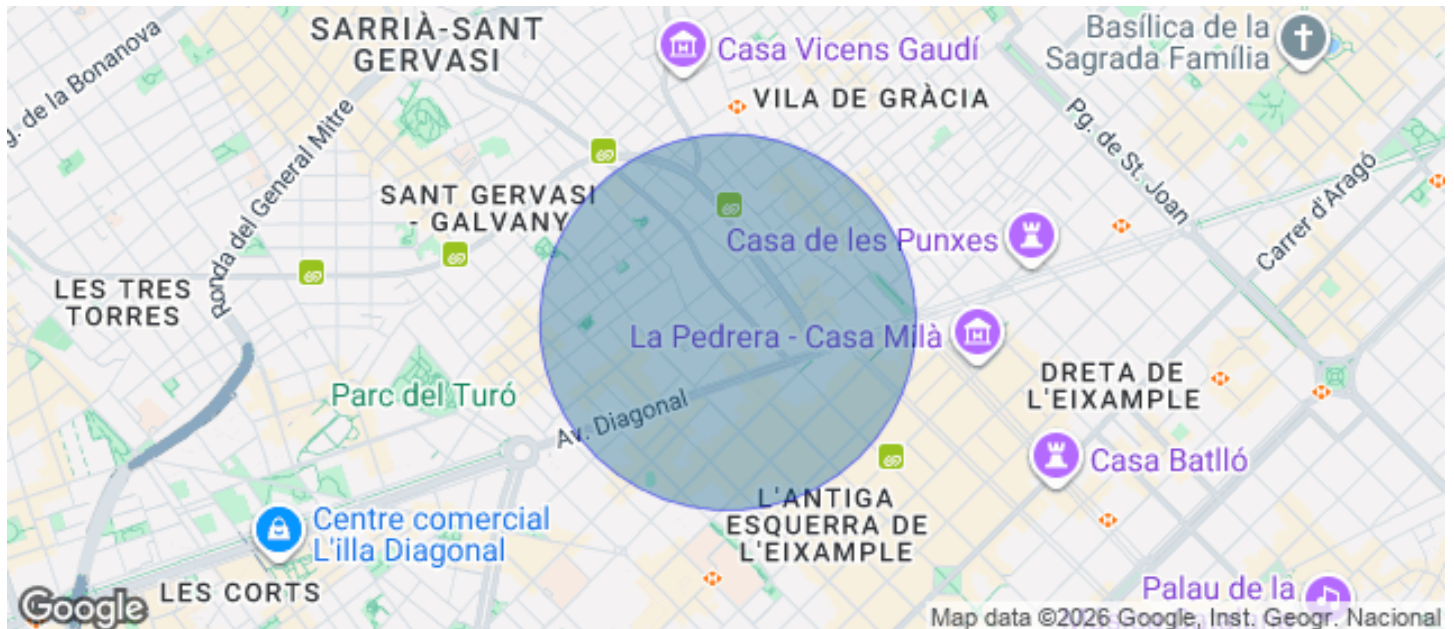 SARRIÀ-SANT
GERVASI
Casa Vicens Gaudí
Basílica de la
Sagrada Família
VILA DE GRÀCIA
g. de la Bonanova
Ronda del General Mitre
Pg. de St. Joan
Carrer d'Aragó
SANT GERVASI
- GALVANY
Casa de les Punxes
LES TRES
TORRES
La Pedrera - Casa Milà
Parc del Turó
Av. Diagonal
DRETA DE
L'EIXAMPLE
Casa Batlló
L'ANTIGA
ESQUERRA DE
L'EIXAMPLE
Centre comercial
L'illa Diagonal
LES CORTS
Palau de la
Google
Map data ©2026 Google, Inst. Geogr. Nacional